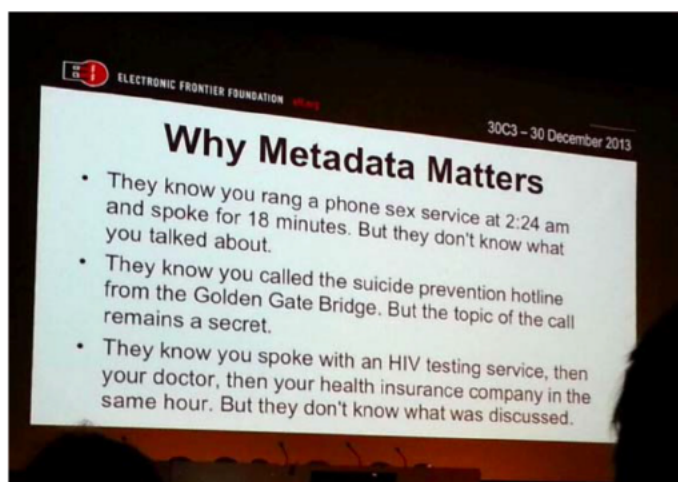 ELECTRONIC FRONTIER FOUNDATION eff.org
30C3 – 30 December 2013
Why Metadata Matters
• They know you rang a phone sex service at 2:24 am
and spoke for 18 minutes. But they don't know what
you talked about.
• They know you called the suicide prevention hotline
from the Golden Gate Bridge. But the topic of the call
remains a secret.
• They know you spoke with an HIV testing service, then
your doctor, then your health insurance company in the
same hour. But they don't know what was discussed.